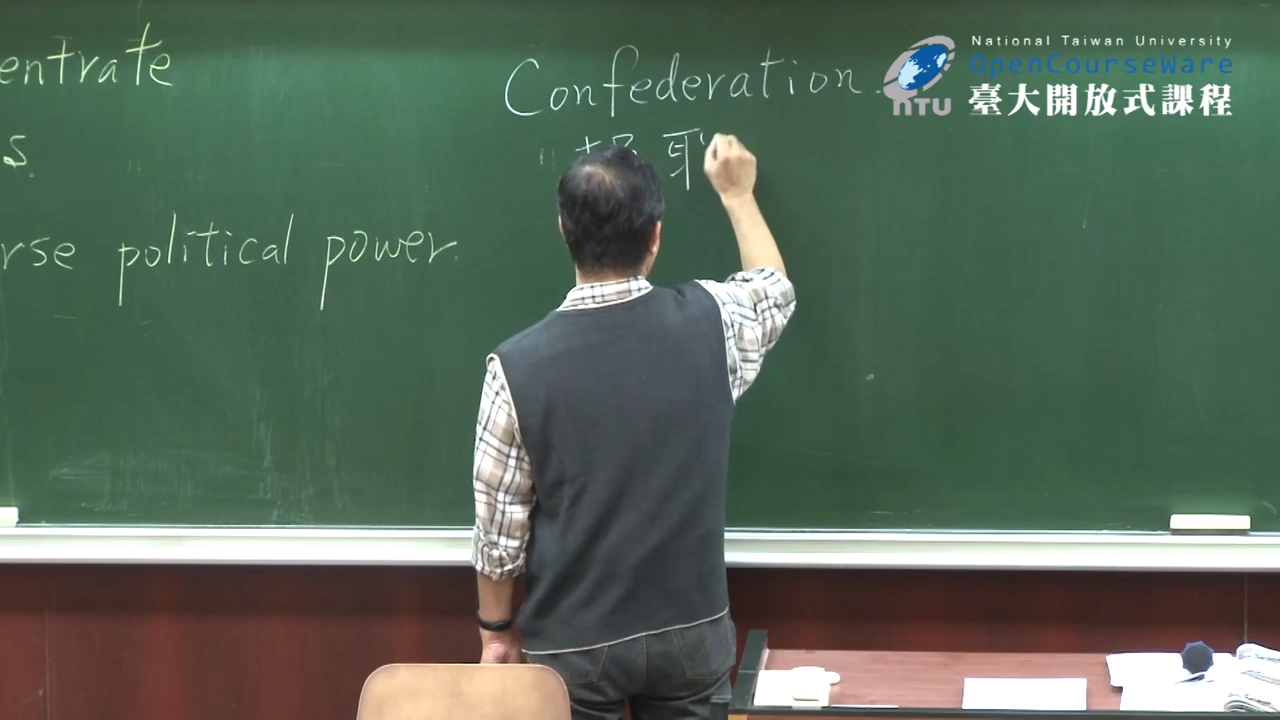 entrate
s.
rse political power.
Confederation.
National Taiwan University
OpenCourseWare
臺大開放式課程
NTU